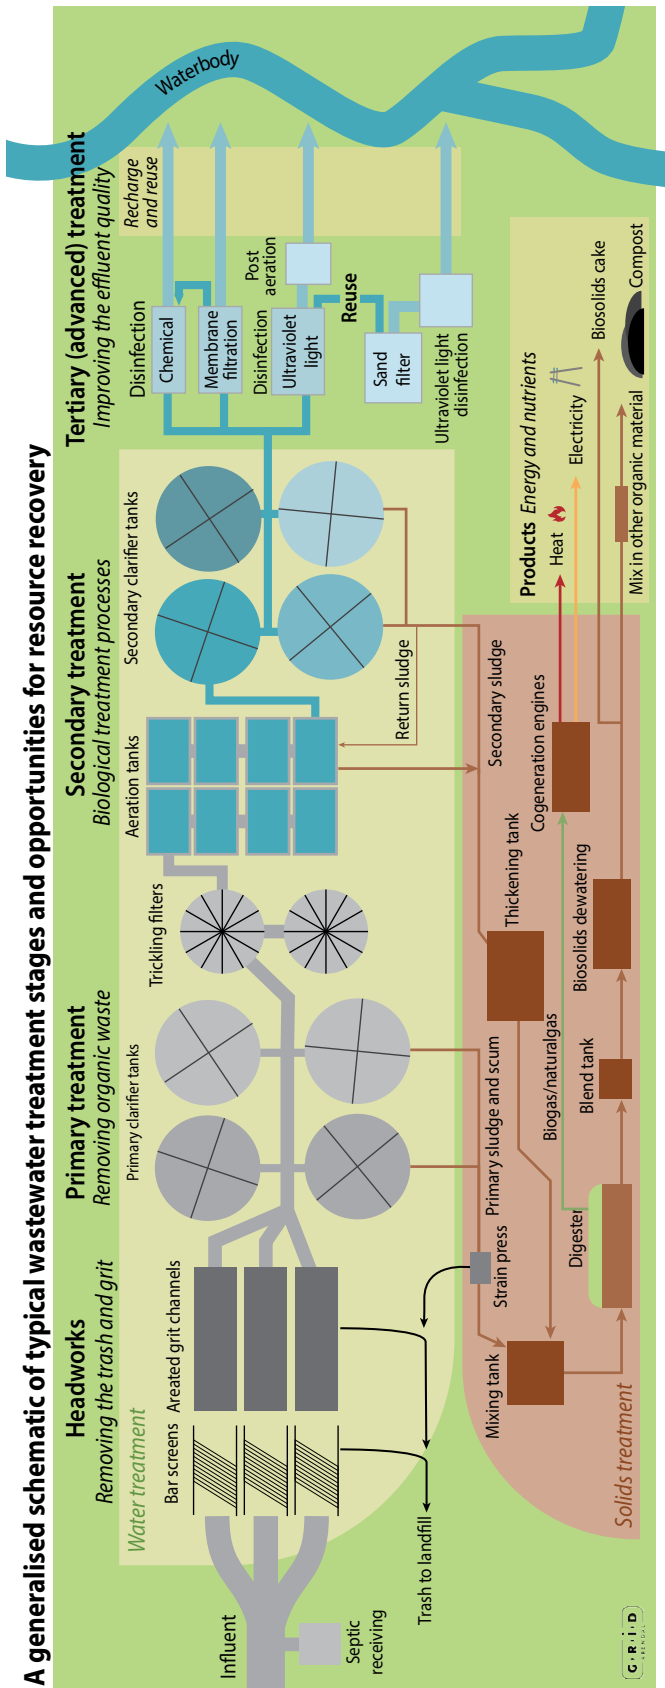 A generalised schematic of typical wastewater treatment stages and opportunities for resource recovery
Headworks
Removing the trash and grit
Primary treatment
Removing organic waste
Secondary treatment
Biological treatment processes
Tertiary (advanced) treatment
Improving the effluent quality
Water treatment
Influent
Septic
receiving
Bar screens
Areated grit channels
Trash to landfill
Primary clarifier tanks
Trickling filters
Aeration tanks
Secondary clarifier tanks
Return sludge
Disinfection
Chemical
Membrane
filtration
Disinfection
Ultraviolet
light
Post
aeration
Reuse
Sand
filter
Ultraviolet light
disinfection
Recharge
and reuse
Waterbody
Solids treatment
Mixing tank
Strain press
Primary sludge and scum
Thickening tank
Secondary sludge
Digester
Biogas/naturalgas
Blend tank
Biosolids dewatering
Cogeneration engines
Products Energy and nutrients
Heat
Electricity
Biosolids cake
Mix in other organic material
Compost
G·R·I·D
ARENDAL